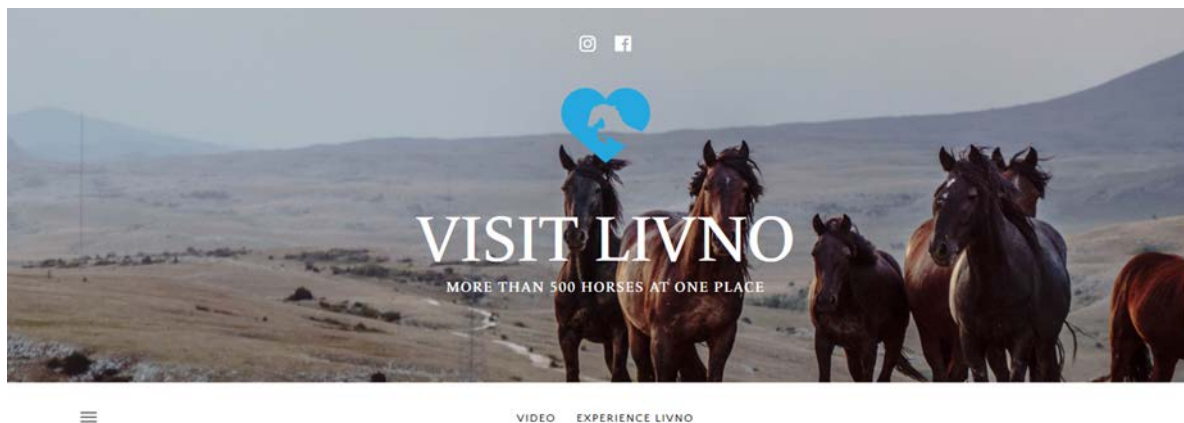 VISIT LIVNO
MORE THAN 500 HORSES AT ONE PLACE
VIDEO EXPERIENCE LIVNO